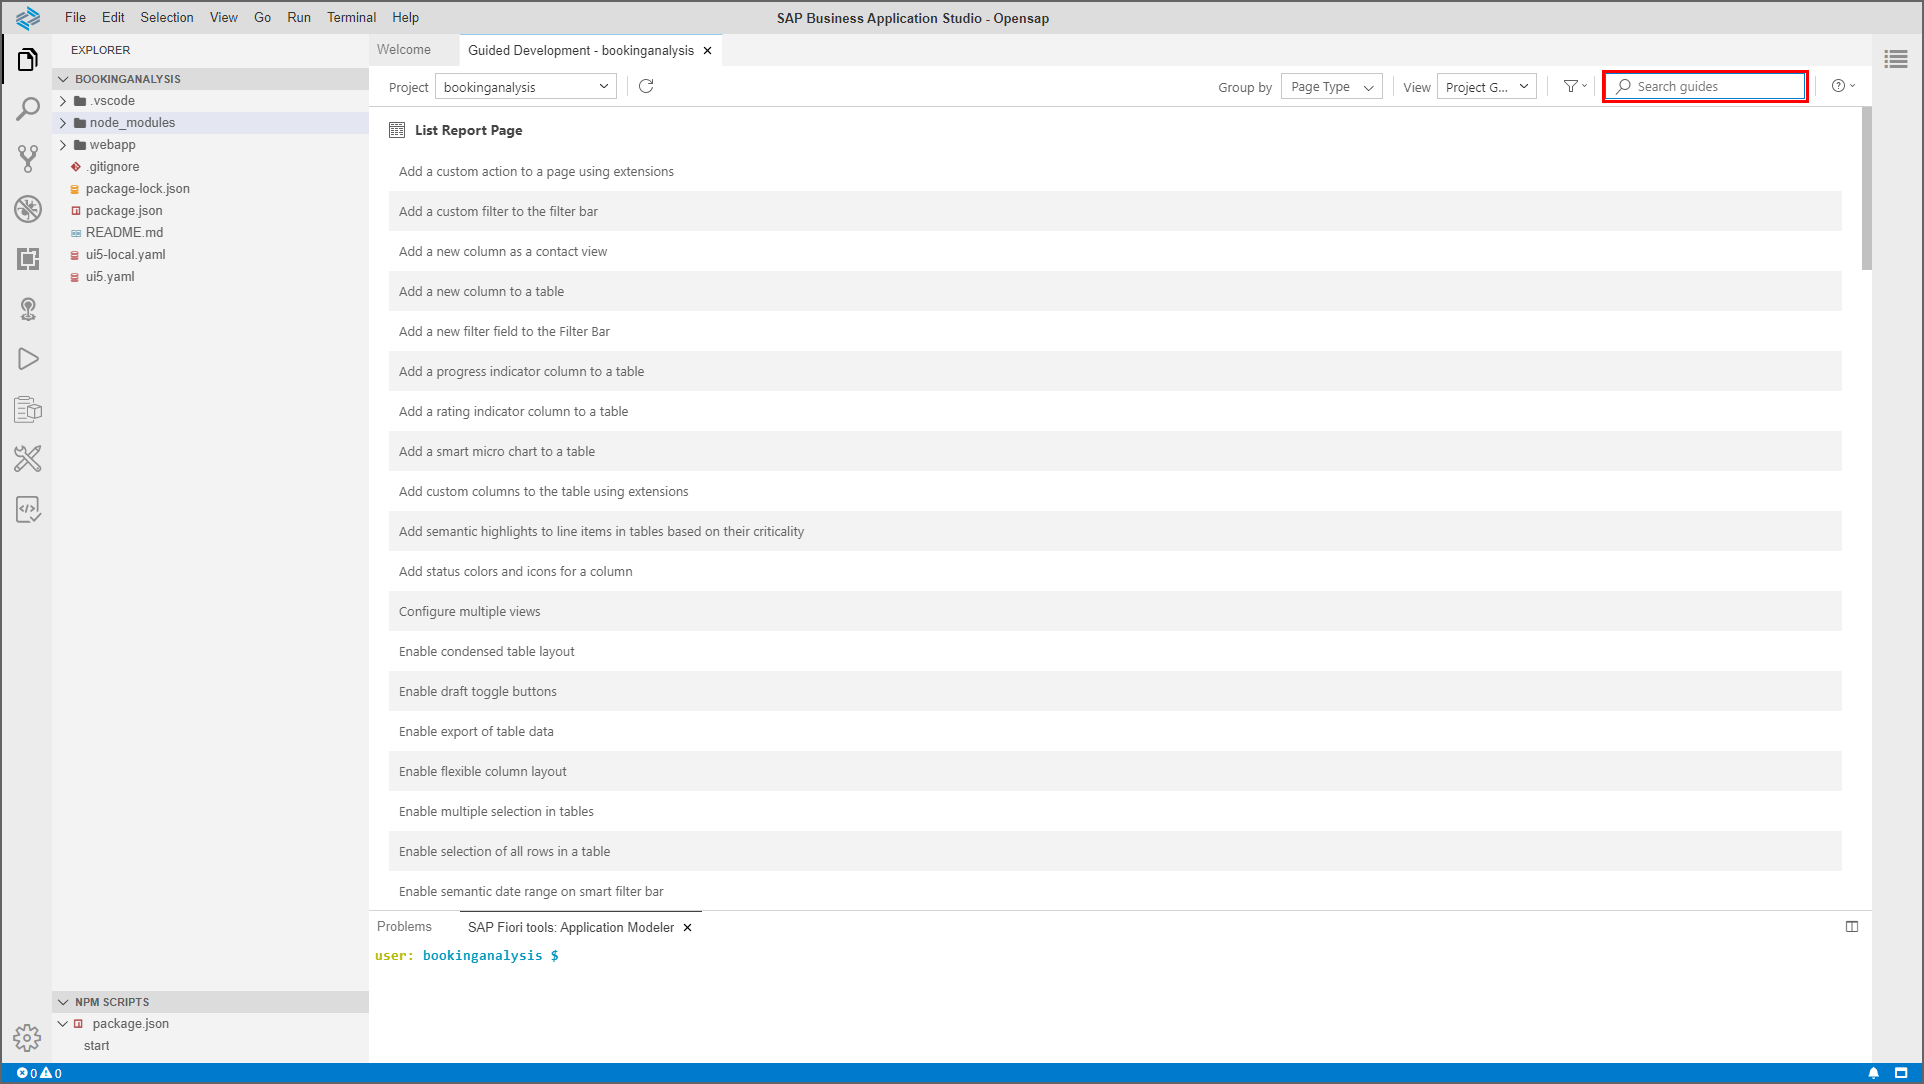 File Edit Selection View Go Run Terminal Help
SAP Business Application Studio - Opensap
EXPLORER
BOOKINGANALYSIS
.vscode
node_modules
webapp
.gitignore
package-lock.json
package.json
README.md
ui5-local.yaml
ui5.yaml
NPM SCRIPTS
package.json
start
Welcome
Guided Development - bookinganalysis
Project bookinganalysis
Group by Page Type
View Project G...
Search guides
List Report Page
Add a custom action to a page using extensions
Add a custom filter to the filter bar
Add a new column as a contact view
Add a new column to a table
Add a new filter field to the Filter Bar
Add a progress indicator column to a table
Add a rating indicator column to a table
Add a smart micro chart to a table
Add custom columns to the table using extensions
Add semantic highlights to line items in tables based on their criticality
Add status colors and icons for a column
Configure multiple views
Enable condensed table layout
Enable draft toggle buttons
Enable export of table data
Enable flexible column layout
Enable multiple selection in tables
Enable selection of all rows in a table
Enable semantic date range on smart filter bar
Problems
SAP Fiori tools: Application Modeler
user: bookinganalysis $
0 0